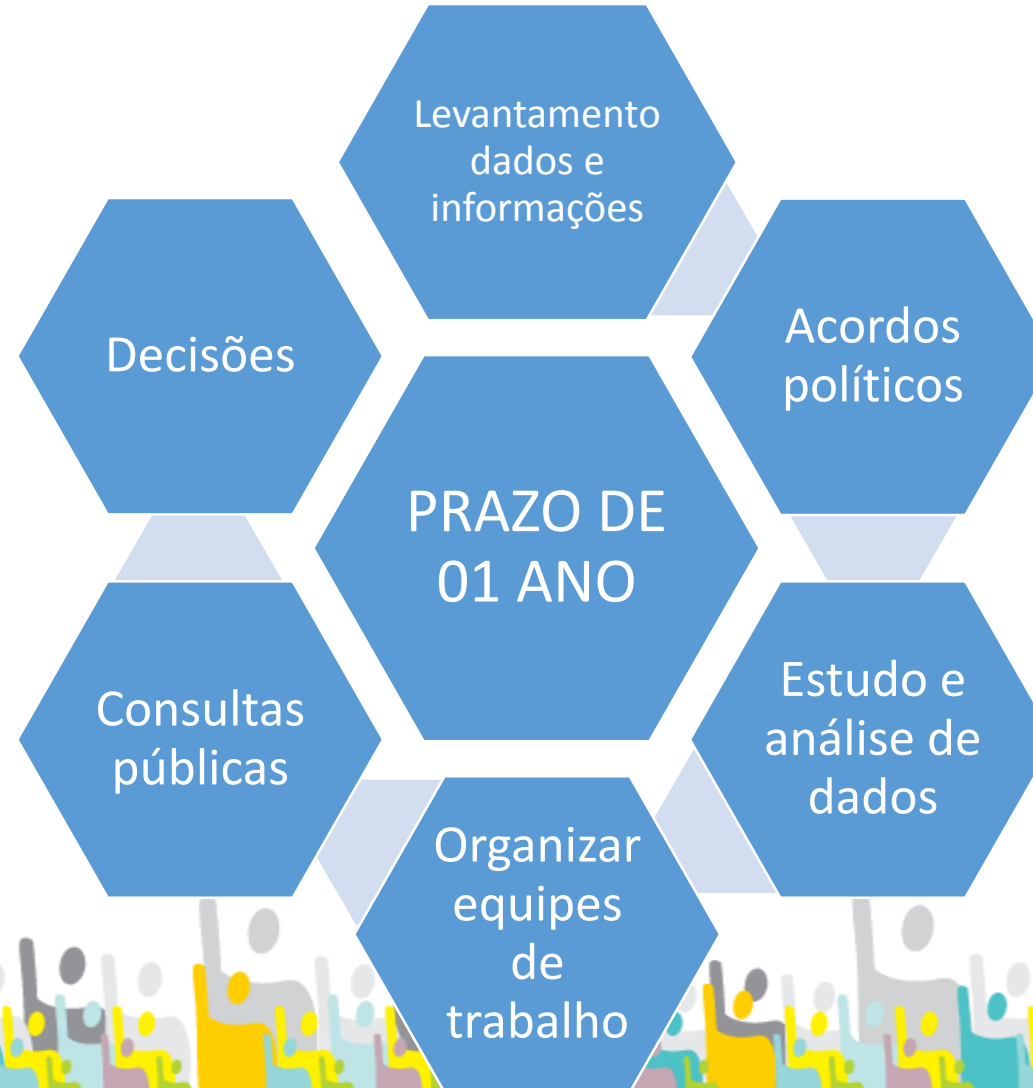 Levantamento
dados e
informações
Acordos
políticos
Decisões
PRAZO DE
01 ANO
Estudo e
análise de
dados
Consultas
públicas
Organizar
equipes
de
trabalho